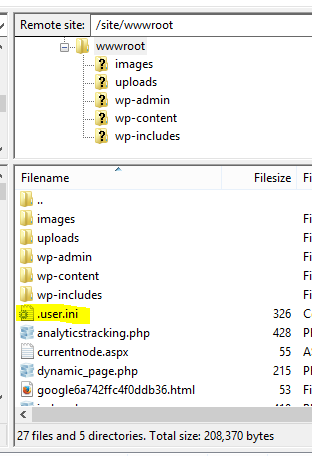 Remote site: /site/wwwroot
wwwroot
images
uploads
wp-admin
wp-content
wp-includes
Filename Filesize Fi
..
images Fi
uploads Fi
wp-admin Fi
wp-content Fi
wp-includes Fi
.user.ini 326 C
analyticstracking.php 428 PI
currentnode.aspx 55 A
dynamic_page.php 215 PI
google6a742ffc4f0ddb36.html 53 Fi
27 files and 5 directories. Total size: 208,370 bytes